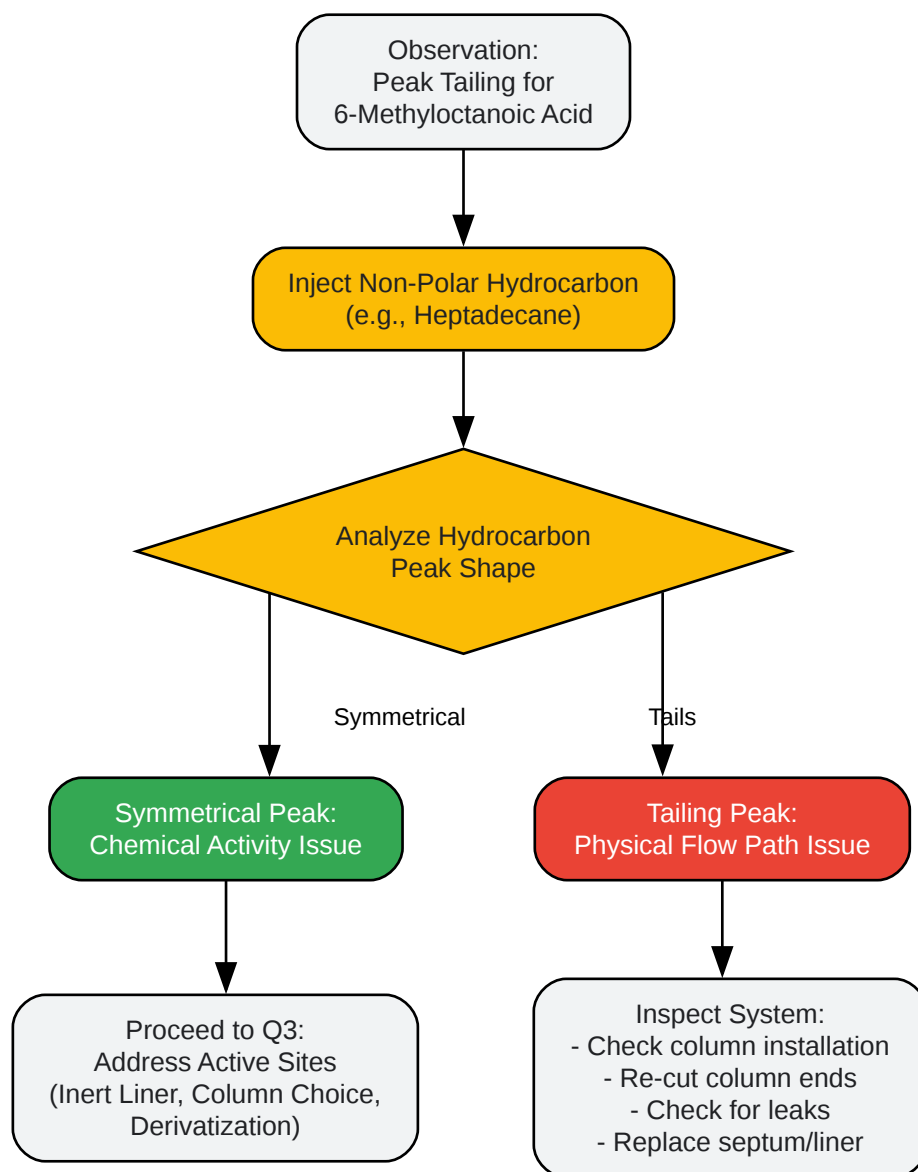 Observation:
Peak Tailing for
6-Methyloctanoic Acid
Inject Non-Polar Hydrocarbon
(e.g., Heptadecane)
Analyze Hydrocarbon
Peak Shape
Symmetrical
Tails
Symmetrical Peak:
Chemical Activity Issue
Tailing Peak:
Physical Flow Path Issue
Proceed to Q3:
Address Active Sites
(Inert Liner, Column Choice,
Derivatization)
Inspect System:
- Check column installation
- Re-cut column ends
- Check for leaks
- Replace septum/liner